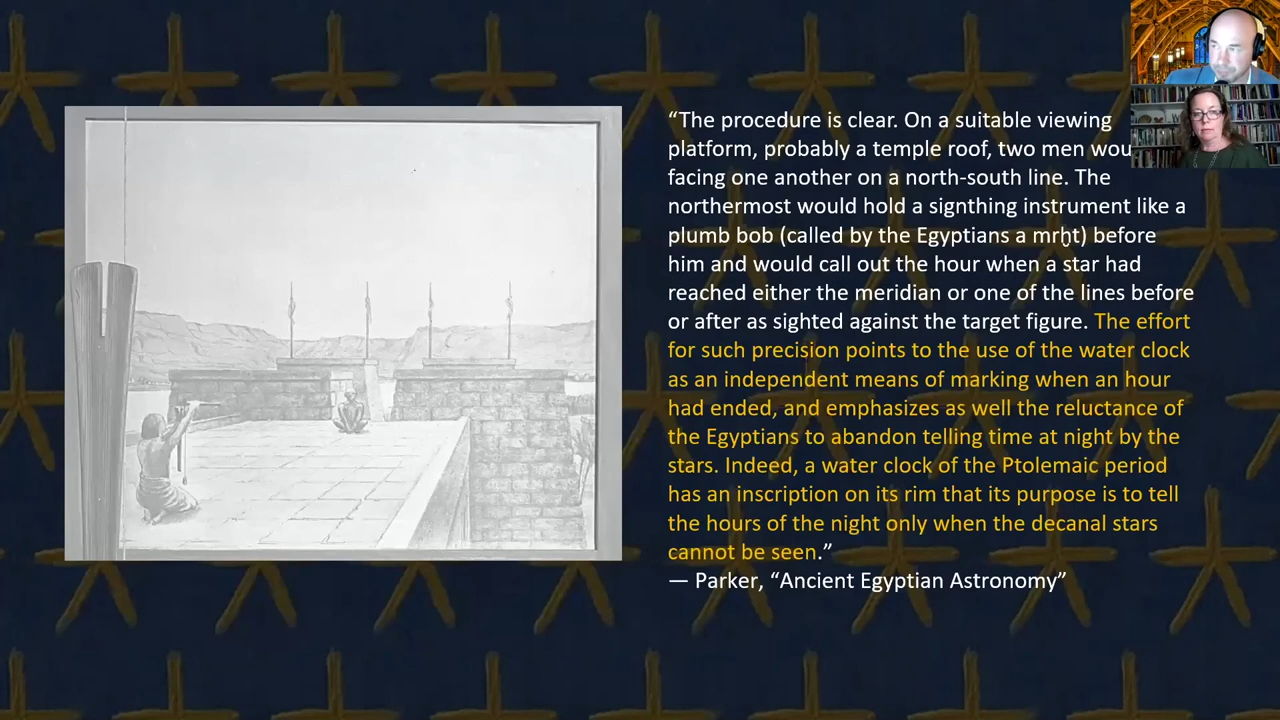 “The procedure is clear. On a suitable viewing
platform, probably a temple roof, two men wou
facing one another on a north-south line. The
northermost would hold a signthing instrument like a
plumb bob (called by the Egyptians a mrḫt) before
him and would call out the hour when a star had
reached either the meridian or one of the lines before
or after as sighted against the target figure. The effort
for such precision points to the use of the water clock
as an independent means of marking when an hour
had ended, and emphasizes as well the reluctance of
the Egyptians to abandon telling time at night by the
stars. Indeed, a water clock of the Ptolemaic period
has an inscription on its rim that its purpose is to tell
the hours of the night only when the decanal stars
cannot be seen.”
— Parker, “Ancient Egyptian Astronomy”